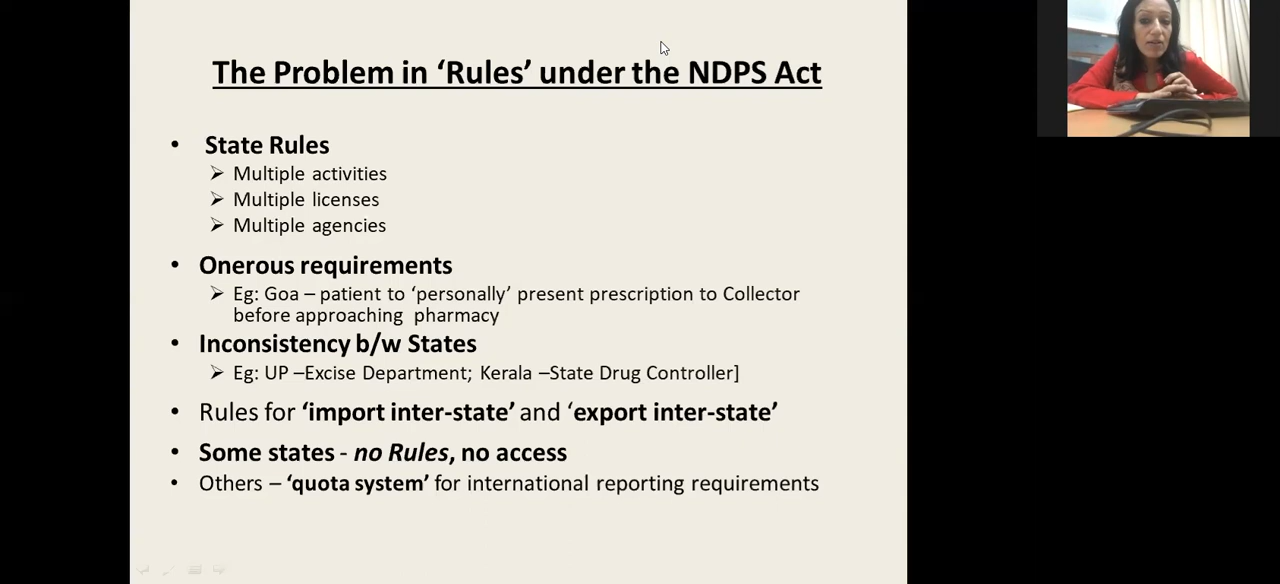 The Problem in ‘Rules’ under the NDPS Act
• State Rules
➢ Multiple activities
➢ Multiple licenses
➢ Multiple agencies
• Onerous requirements
➢ Eg: Goa – patient to ‘personally’ present prescription to Collector
before approaching pharmacy
• Inconsistency b/w States
➢ Eg: UP –Excise Department; Kerala –State Drug Controller]
• Rules for ‘import inter-state’ and ‘export inter-state’
• Some states - no Rules, no access
• Others – ‘quota system’ for international reporting requirements